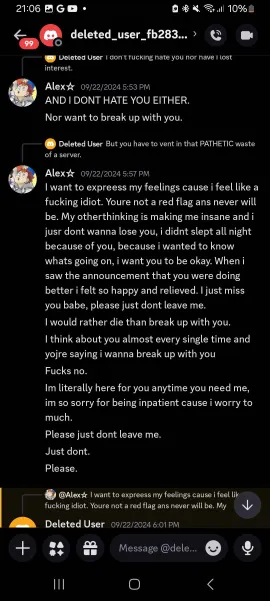 21:06
10%
99
deleted_user_fb283...
Deleted User I don't fucking hate you nor have i lost
interest.
Alex☆ 09/22/2024 5:53 PM
AND I DONT HATE YOU EITHER.
Nor want to break up with you.
Deleted User But you have to vent in that PATHETIC waste
of a server.
Alex☆ 09/22/2024 5:57 PM
I want to expreess my feelings cause i feel like a
fucking idiot. Youre not a red flag ans never will
be. My otherthinking is making me insane and i
jusr dont wanna lose you, i didnt slept all night
because of you, because i wanted to know
whats going on, i want you to be okay. When i
saw the announcement that you were doing
better i felt so happy and relieved. I just miss
you babe, please just dont leave me.
I would rather die than break up with you.
I think about you almost every single time and
yojre saying i wanna break up with you
Fucks no.
Im literally here for you anytime you need me,
im so sorry for being inpatient cause i worry to
much.
Please just dont leave me.
Just dont.
Please.
@Alex☆ I want to expreess my feelings cause i feel lik
fucking idiot. Youre not a red flag ans never will be. My
Deleted User 09/22/2024 6:01 PM
Message @dele...